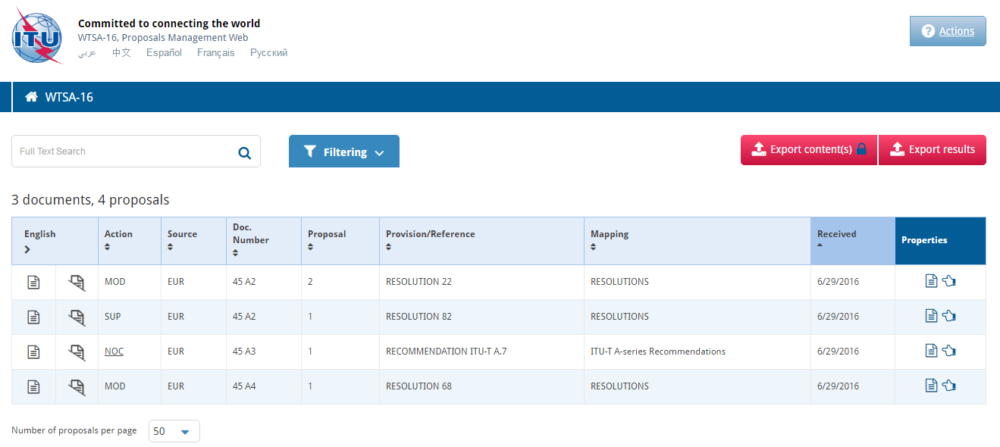 ITU
Committed to connecting the world
WTSA-16, Proposals Management Web
عربي 中文 Español Français Русский
? Actions
WTSA-16
Full Text Search
Filtering
Export content(s)
Export results
3 documents, 4 proposals
English Action Source Doc. Number Proposal Provision/Reference Mapping Received Properties
MOD EUR 45 A2 2 RESOLUTION 22 RESOLUTIONS 6/29/2016
SUP EUR 45 A2 1 RESOLUTION 82 RESOLUTIONS 6/29/2016
NOC EUR 45 A3 1 RECOMMENDATION ITU-T A.7 ITU-T A-series Recommendations 6/29/2016
MOD EUR 45 A4 1 RESOLUTION 68 RESOLUTIONS 6/29/2016
Number of proposals per page 50